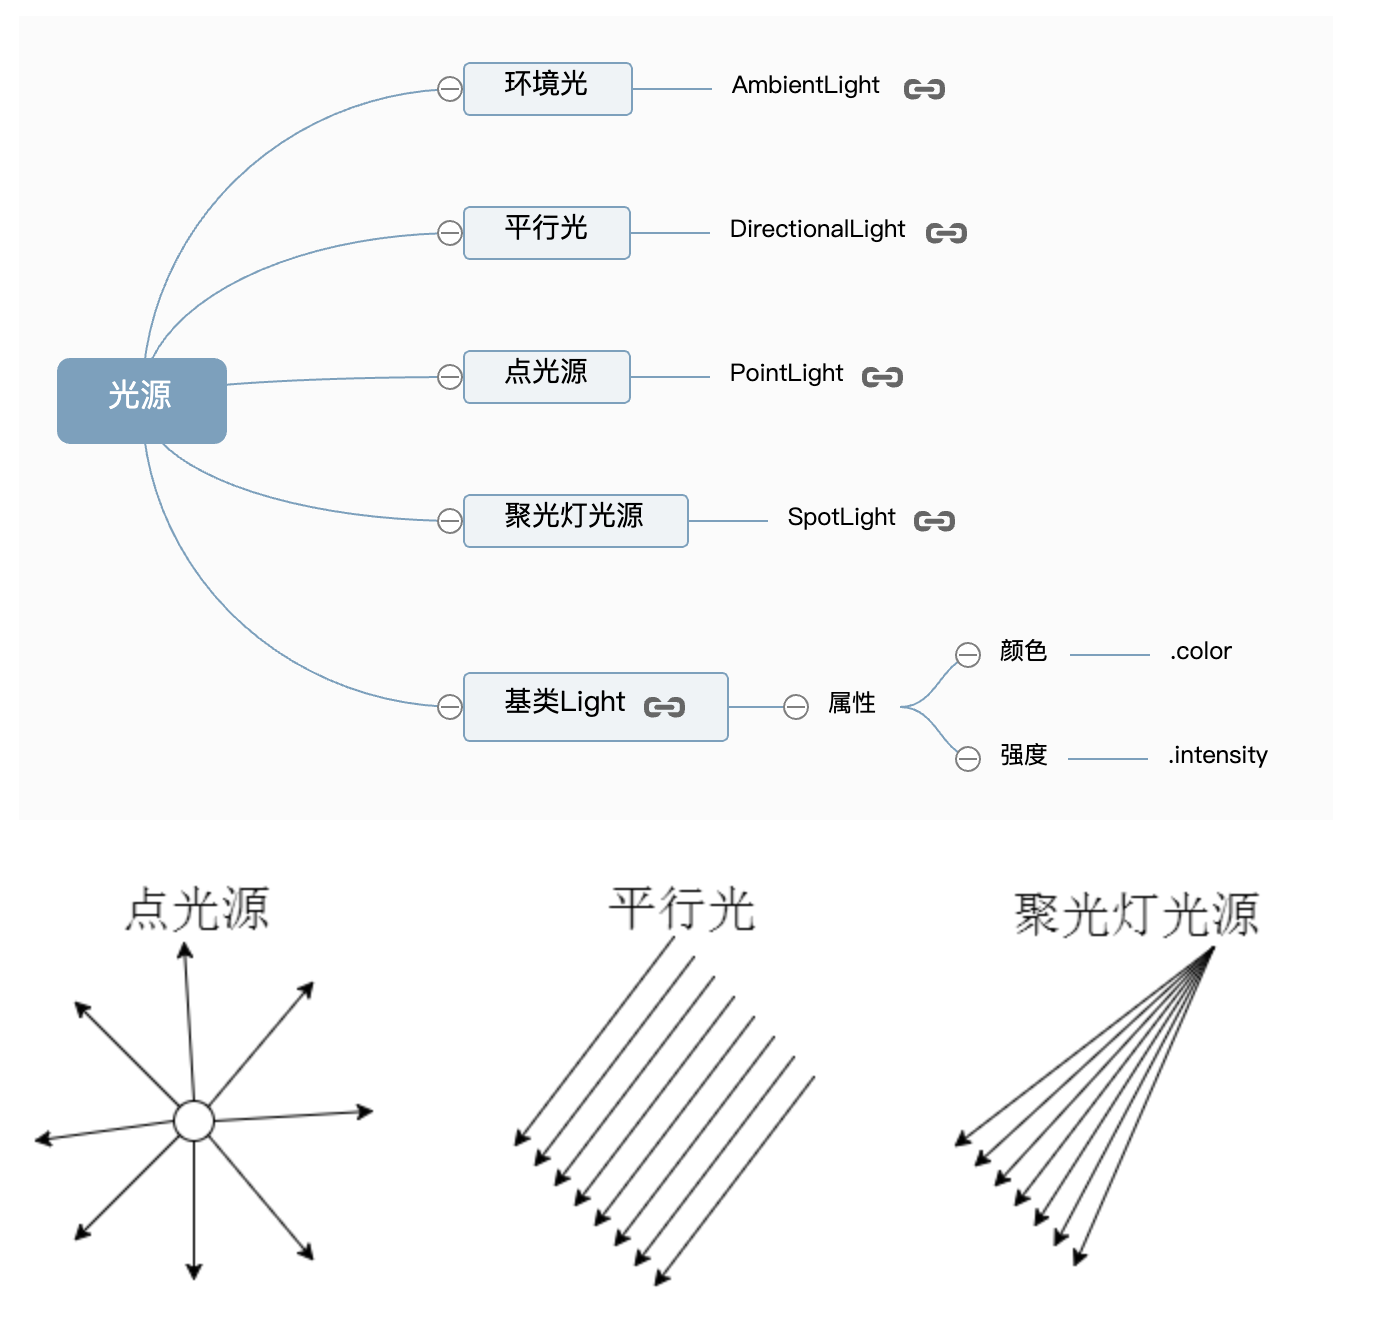 环境光
AmbientLight
平行光
DirectionalLight
光源
点光源
PointLight
聚光灯光源
SpotLight
基类Light
属性
颜色
.color
强度
.intensity
点光源
平行光
聚光灯光源